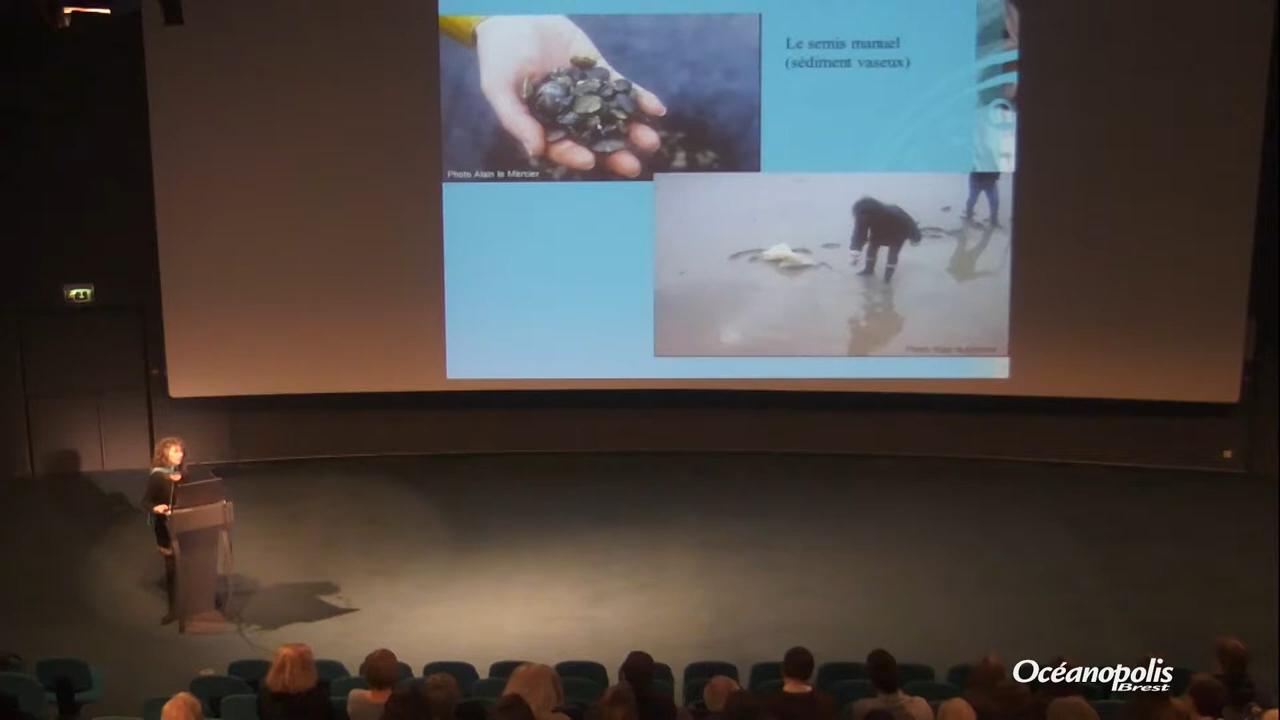 Le semis manuel
(sédiment vaseux)
Photo Alain le Mercier
Océanopolis
Brest